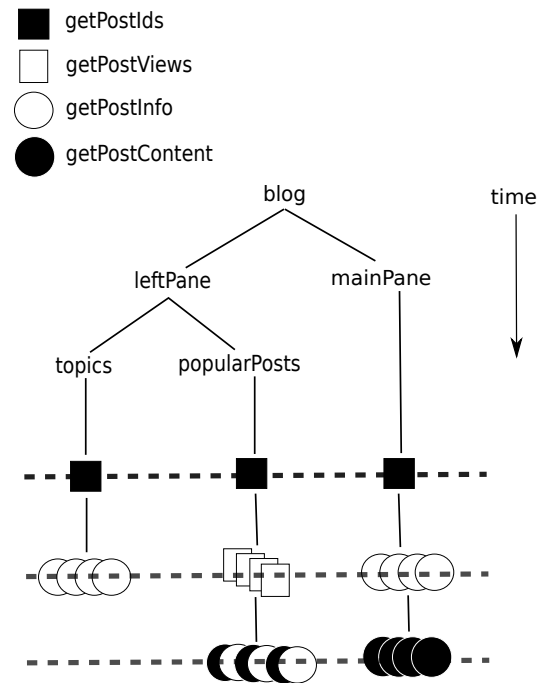 getPostIds
getPostViews
getPostInfo
getPostContent
blog
time
leftPane
mainPane
topics
popularPosts